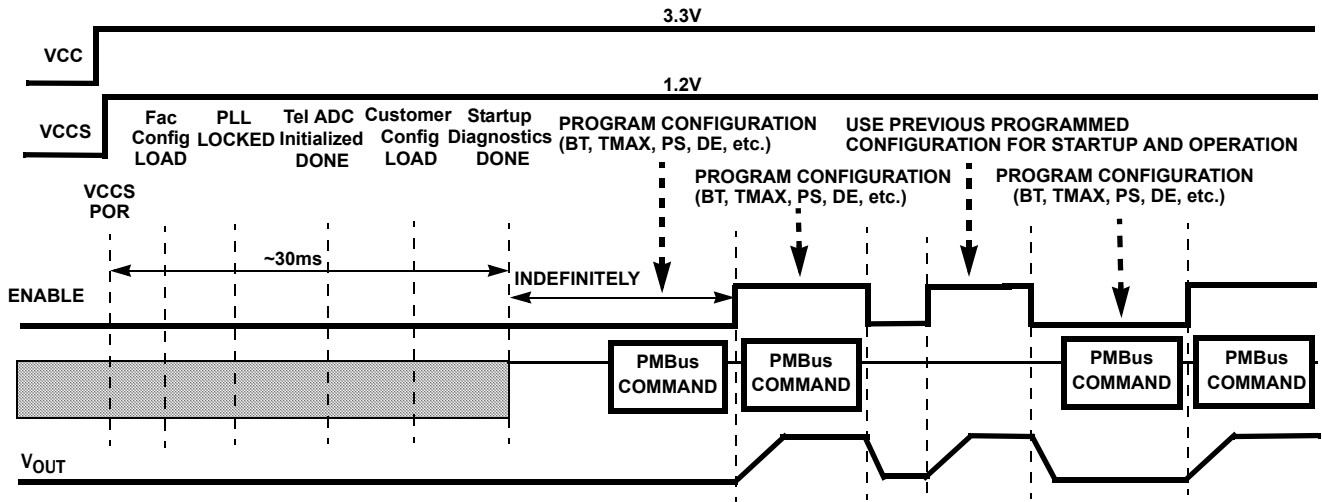 3.3V
VCC
1.2V
VCCS
Fac
Config
LOAD
PLL
LOCKED
Tel ADC
Initialized
DONE
Customer
Config
LOAD
Startup
Diagnostics
DONE
PROGRAM CONFIGURATION
(BT, TMAX, PS, DE, etc.)
USE PREVIOUS PROGRAMMED
CONFIGURATION FOR STARTUP AND OPERATION
PROGRAM CONFIGURATION
(BT, TMAX, PS, DE, etc.)
PROGRAM CONFIGURATION
(BT, TMAX, PS, DE, etc.)
VCCS
POR
~30ms
INDEFINITELY
ENABLE
PMBus
COMMAND
PMBus
COMMAND
PMBus
COMMAND
PMBus
COMMAND
VOUT